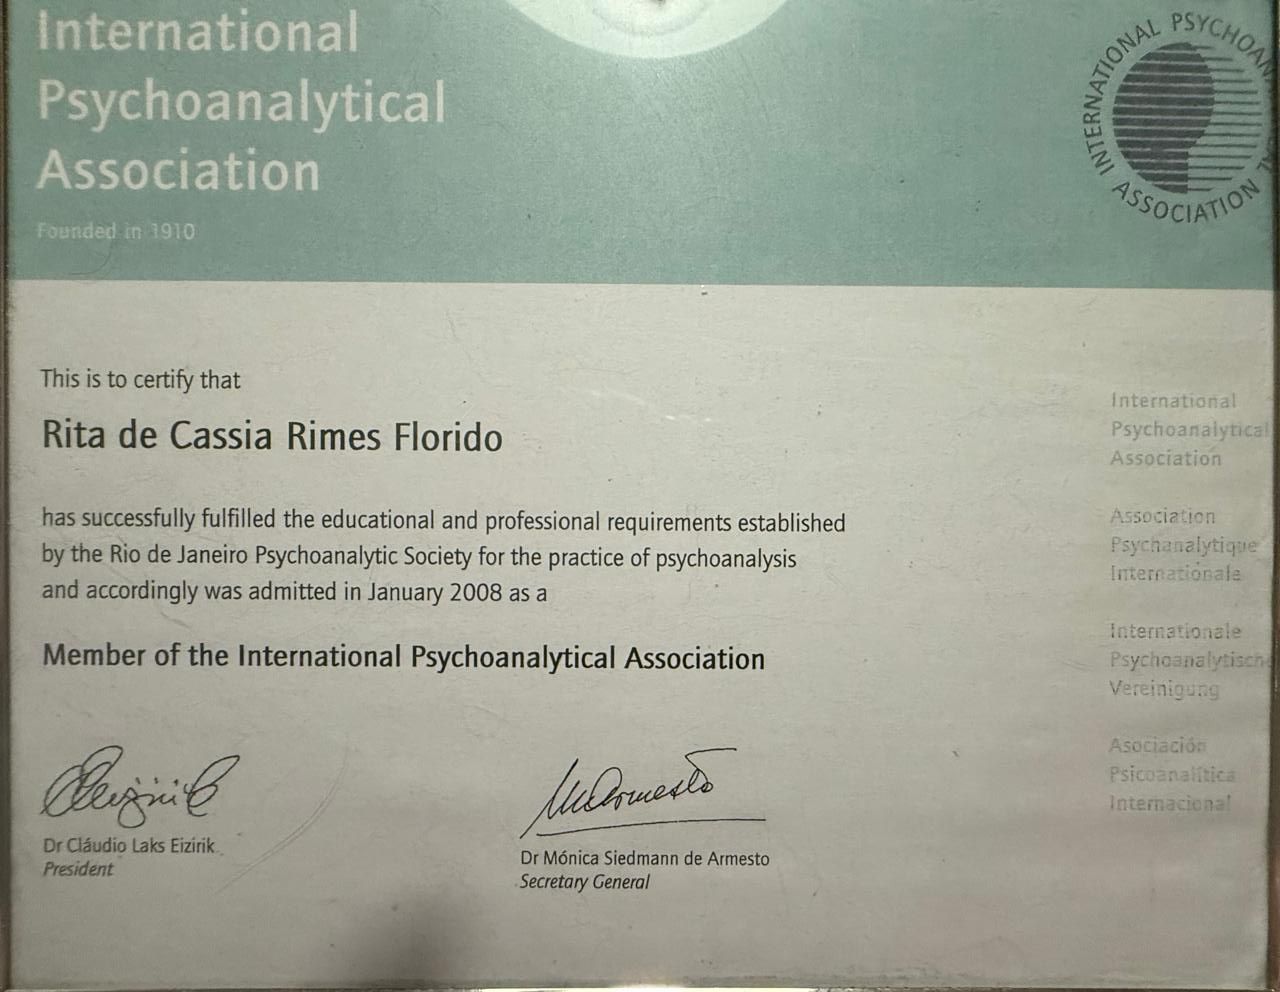 International
Psychoanalytical
Association
Founded in 1910
INTERNATIONAL PSYCHOAN
ASSOCIATION
This is to certify that
Rita de Cassia Rimes Florido
has successfully fulfilled the educational and professional requirements established
by the Rio de Janeiro Psychoanalytic Society for the practice of psychoanalysis
and accordingly was admitted in January 2008 as a
Member of the International Psychoanalytical Association
Dr Cláudio Laks Eizirik
President
MdeArmesto
Dr Mónica Siedmann de Armesto
Secretary General
International
Psychoanalytical
Association
Association
Psychanalytique
Internationale
Internationale
Psychoanalytisch
Vereinigung
Asociación
Psicoanalítica
Internacional